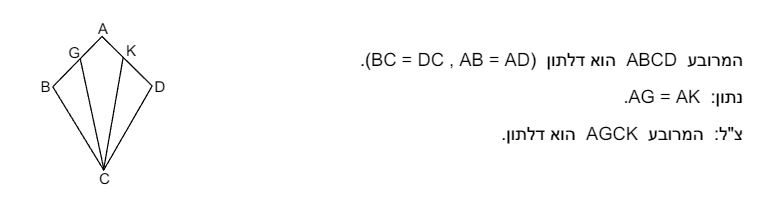 A
G
K
B
D
C
המרובע ABCD הוא דלתון (BC = DC , AB = AD).
נתון: AG = AK.
צ"ל: המרובע AGCK הוא דלתון.